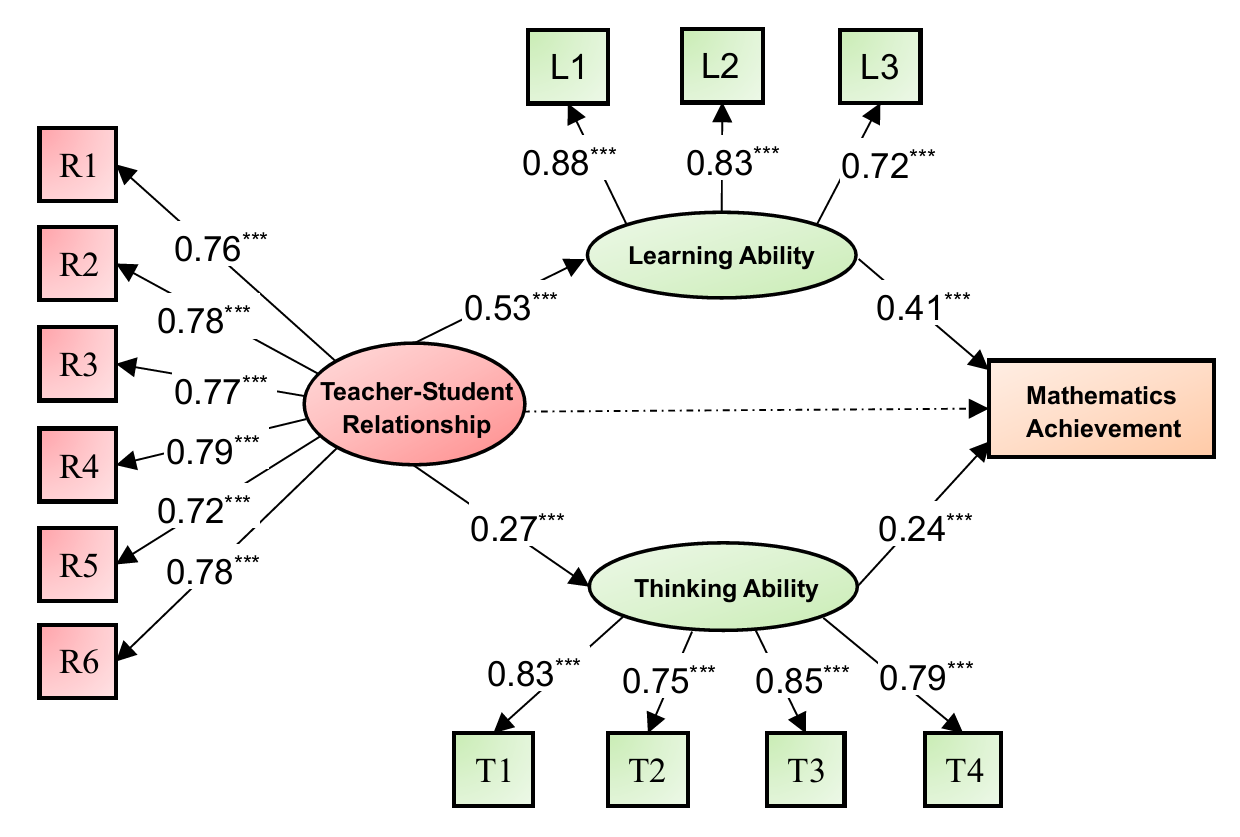 L1
L2
L3
R1
0.88***
0.83***
0.72***
0.76***
R2
Learning Ability
0.78***
0.53***
0.41***
R3
0.77***
Teacher-Student
Relationship
Mathematics
Achievement
R4
0.79***
0.72***
0.27***
0.24***
R5
0.78***
Thinking Ability
R6
0.83***
0.75***
0.85***
0.79***
T1
T2
T3
T4